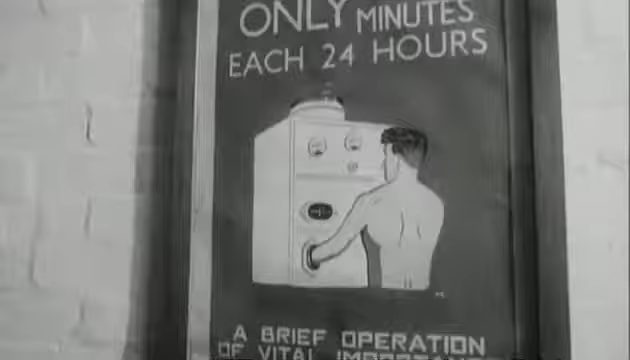 ONLY MINUTES
EACH 24 HOURS
A BRIEF OPERATION
OF VITAL